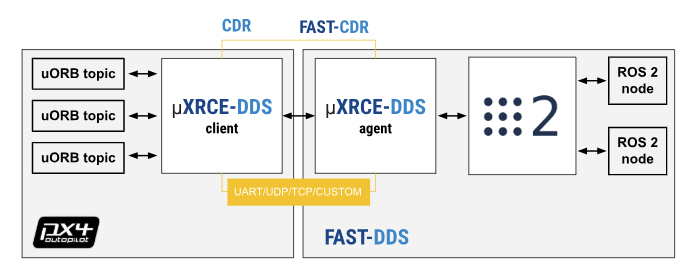 CDR
FAST-CDR
uORB topic
uORB topic
uORB topic
µXRCE-DDS
client
µXRCE-DDS
agent
2
ROS 2
node
ROS 2
node
UART/UDP/TCP/CUSTOM
px4
autopilot
FAST-DDS